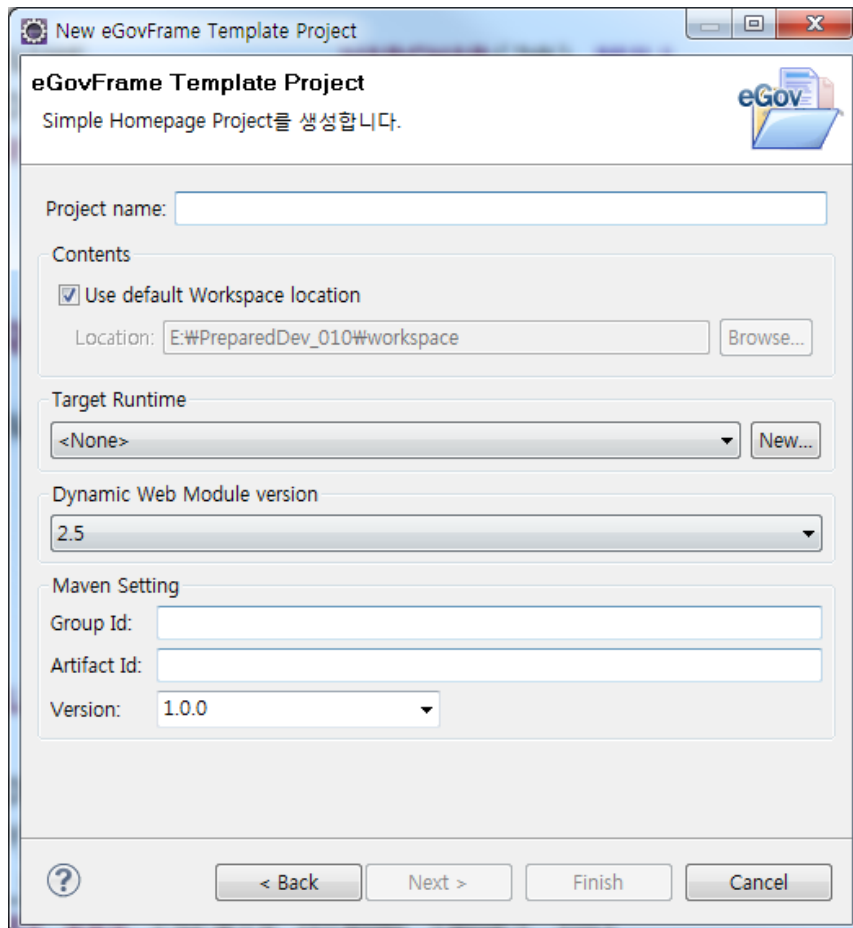 New eGovFrame Template Project
eGovFrame Template Project
Simple Homepage Project를 생성합니다.
eGov
Project name:
Contents
Use default Workspace location
Location: E:₩PreparedDev_010₩workspace Browse...
Target Runtime
<None> New...
Dynamic Web Module version
2.5
Maven Setting
Group Id:
Artifact Id:
Version: 1.0.0
? < Back Next > Finish Cancel